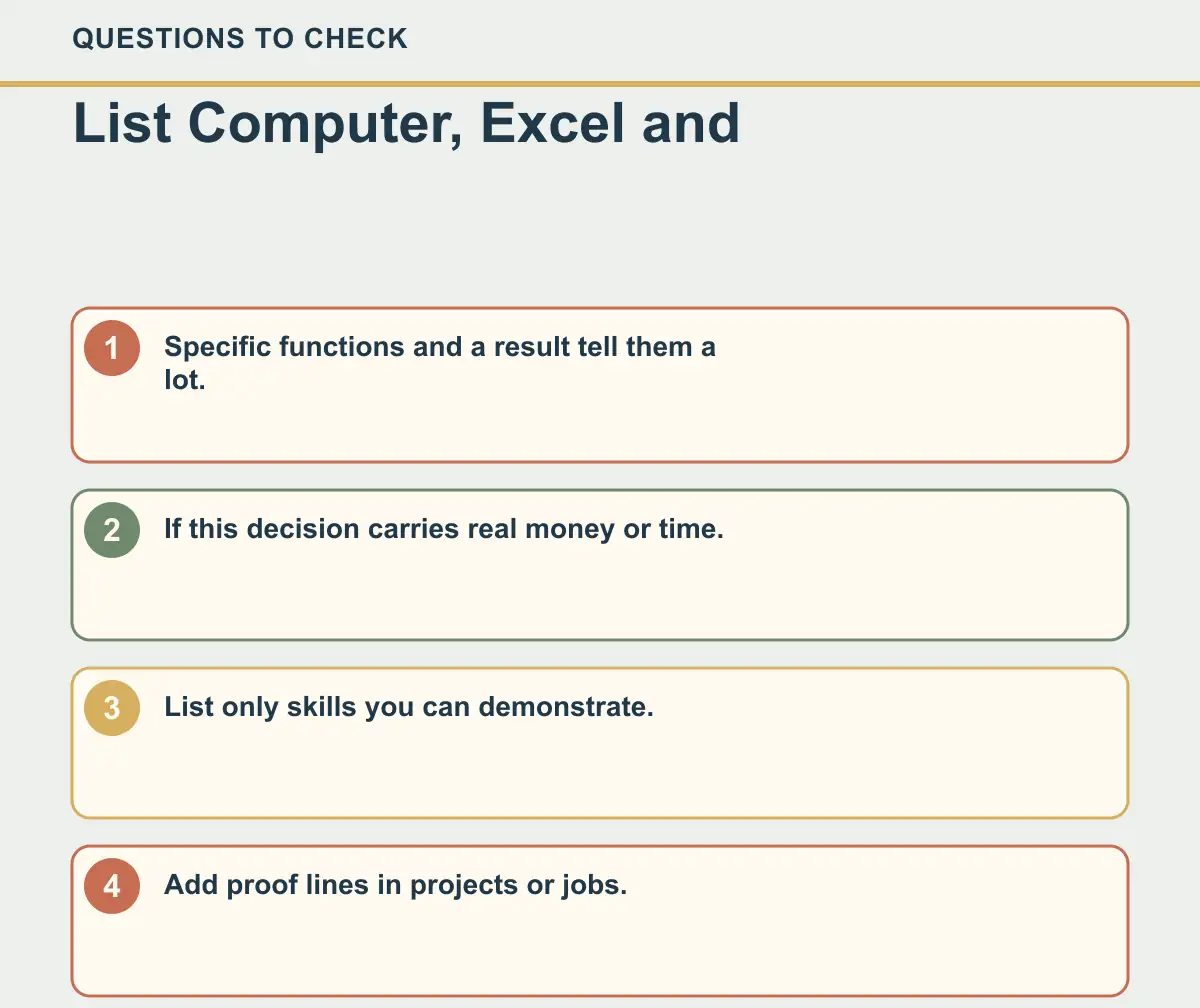 QUESTIONS TO CHECK
List Computer, Excel and
1
Specific functions and a result tell them a
lot.
2
If this decision carries real money or time.
3
List only skills you can demonstrate.
4
Add proof lines in projects or jobs.